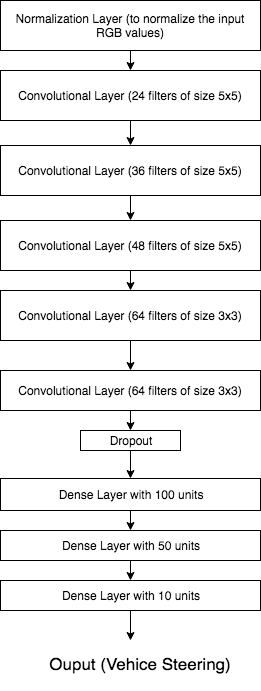 Normalization Layer (to normalize the input
RGB values)
Convolutional Layer (24 filters of size 5x5)
Convolutional Layer (36 filters of size 5x5)
Convolutional Layer (48 filters of size 5x5)
Convolutional Layer (64 filters of size 3x3)
Convolutional Layer (64 filters of size 3x3)
Dropout
Dense Layer with 100 units
Dense Layer with 50 units
Dense Layer with 10 units
Ouput (Vehice Steering)